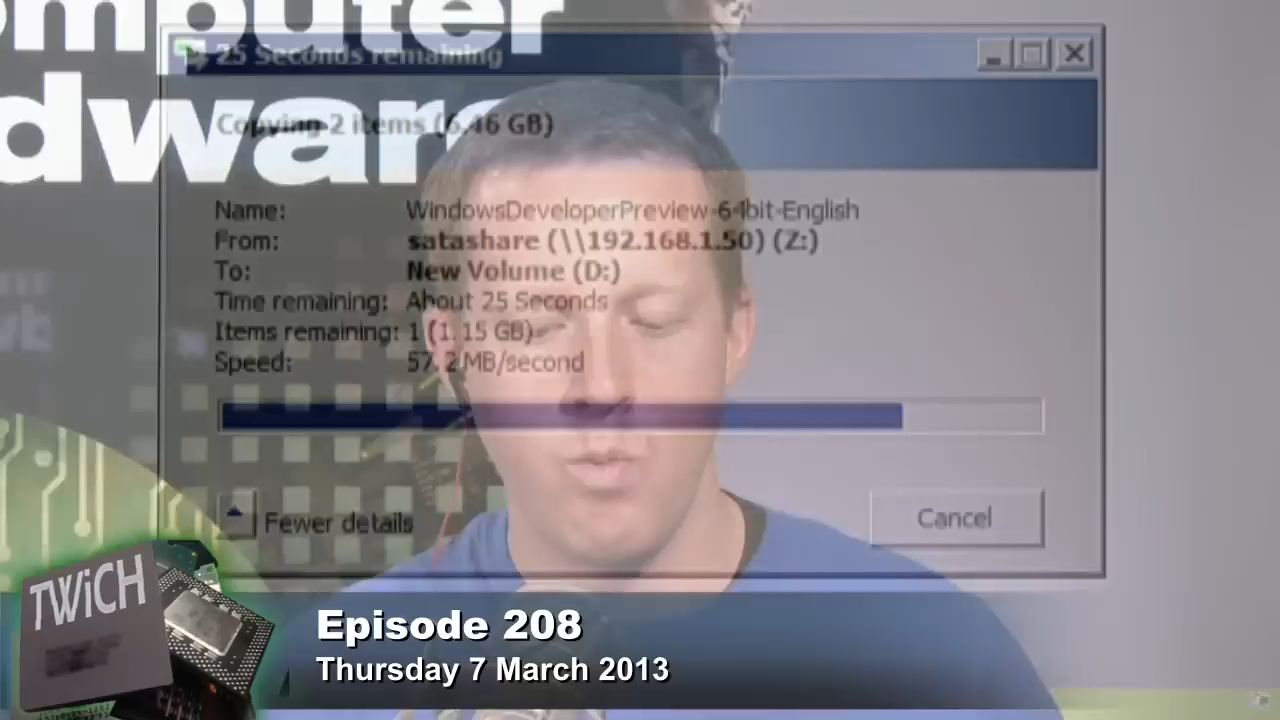 omputer
dware
25 Seconds remaining
Copying 2 items (6.46 GB)
Name: WindowsDeveloperPreview-64bit-English
From: satashare (\\192.168.1.50) (Z:)
To: New Volume (D:)
Time remaining: About 25 Seconds
Items remaining: 1 (1.15 GB)
Speed: 57.2 MB/second
Fewer details
Cancel
TWiCH
Episode 208
Thursday 7 March 2013